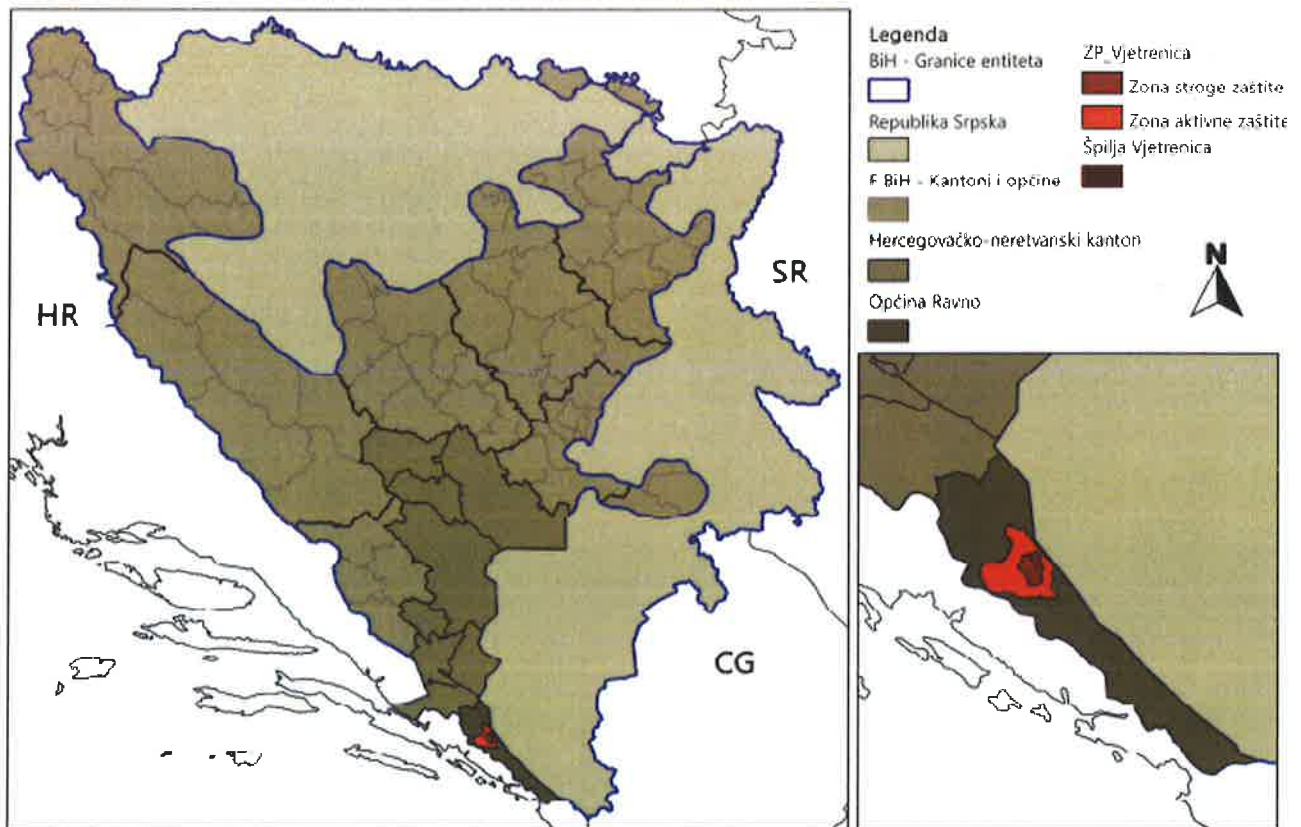 Legenda
BiH - Granice entiteta
Republika Srpska
F BiH - Kantoni i općine
Hercegovačko-neretvanski kanton
Općina Ravno
ZP_Vjetrenica
Zona stroge zaštite
Zona aktivne zaštite
Špilja Vjetrenica
N
HR
SR
CG